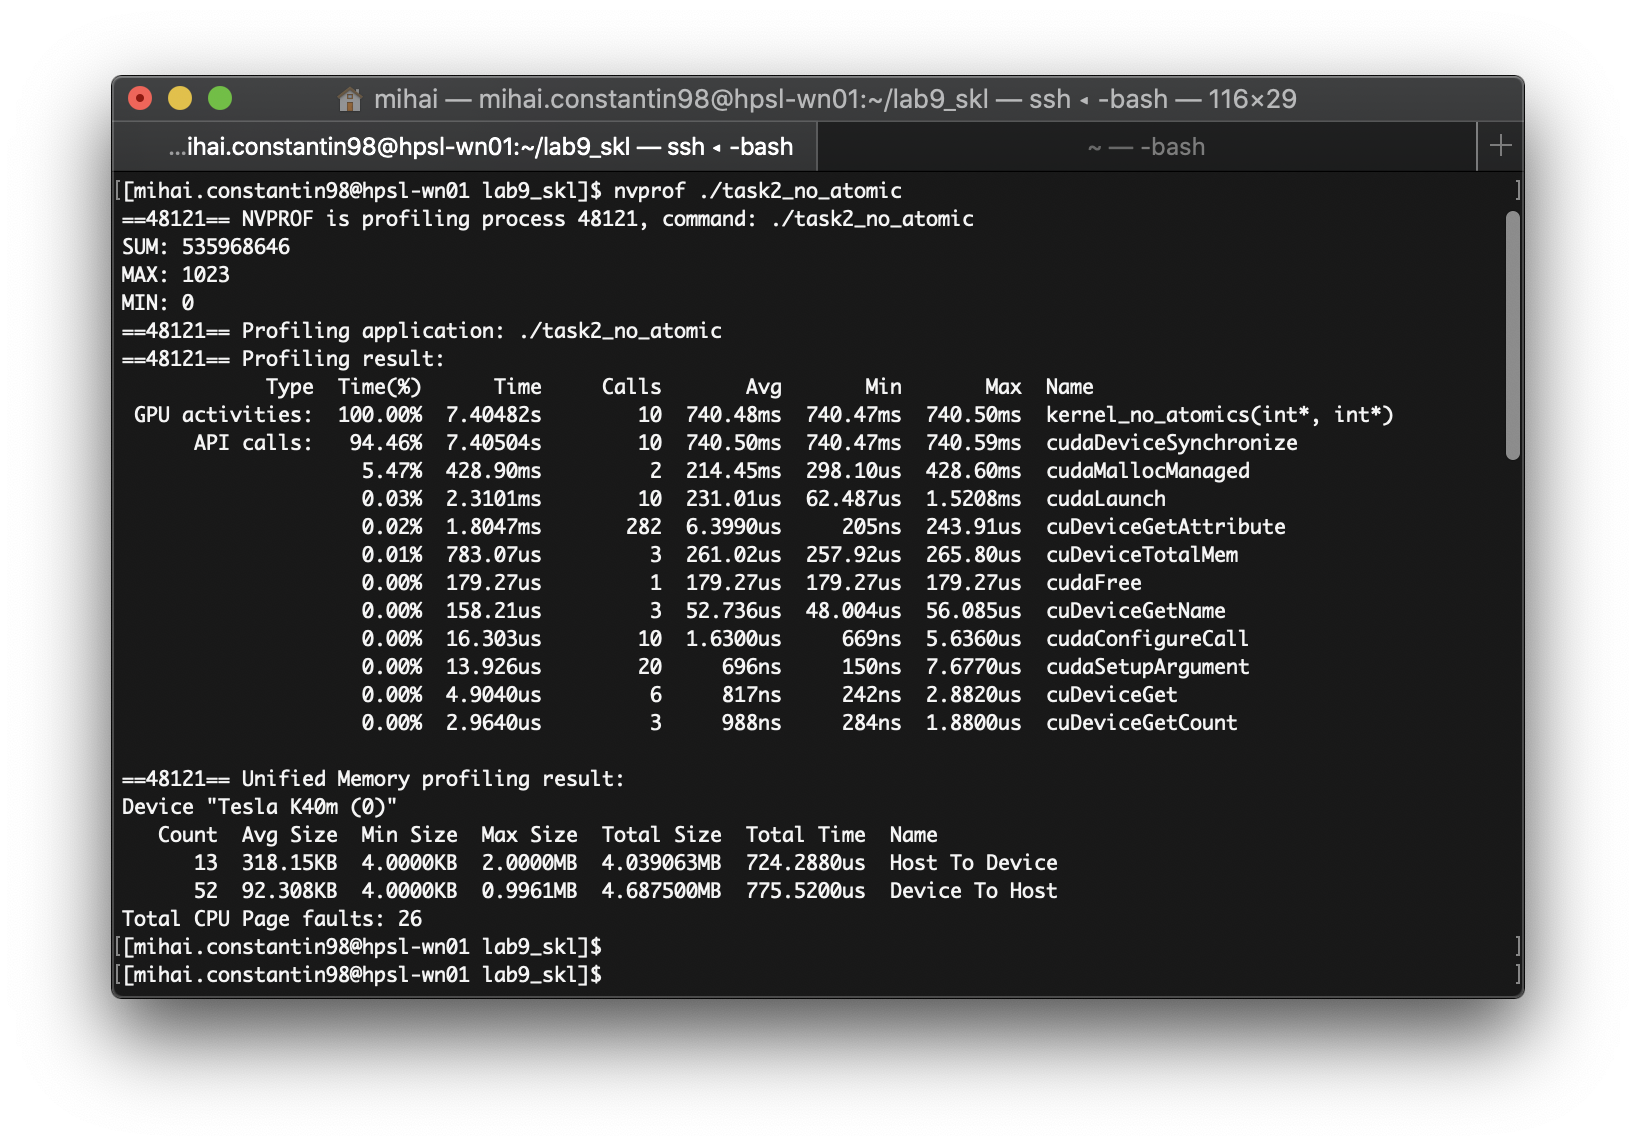 mihai — mihai.constantin98@hpsl-wn01:~/lab9_skl — ssh ◂ -bash — 116×29
...ihai.constantin98@hpsl-wn01:~/lab9_skl — ssh ◂ -bash
~ — -bash
+
[[mihai.constantin98@hpsl-wn01 lab9_skl]$ nvprof ./task2_no_atomic ]
==48121== NVPROF is profiling process 48121, command: ./task2_no_atomic
SUM: 535968646
MAX: 1023
MIN: 0
==48121== Profiling application: ./task2_no_atomic
==48121== Profiling result:
Type Time(%) Time Calls Avg Min Max Name
GPU activities: 100.00% 7.40482s 10 740.48ms 740.47ms 740.50ms kernel_no_atomics(int*, int*)
API calls: 94.46% 7.40504s 10 740.50ms 740.47ms 740.59ms cudaDeviceSynchronize
5.47% 428.90ms 2 214.45ms 298.10us 428.60ms cudaMallocManaged
0.03% 2.3101ms 10 231.01us 62.487us 1.5208ms cudaLaunch
0.02% 1.8047ms 282 6.3990us 205ns 243.91us cuDeviceGetAttribute
0.01% 783.07us 3 261.02us 257.92us 265.80us cuDeviceTotalMem
0.00% 179.27us 1 179.27us 179.27us 179.27us cudaFree
0.00% 158.21us 3 52.736us 48.004us 56.085us cuDeviceGetName
0.00% 16.303us 10 1.6300us 669ns 5.6360us cudaConfigureCall
0.00% 13.926us 20 696ns 150ns 7.6770us cudaSetupArgument
0.00% 4.9040us 6 817ns 242ns 2.8820us cuDeviceGet
0.00% 2.9640us 3 988ns 284ns 1.8800us cuDeviceGetCount
==48121== Unified Memory profiling result:
Device "Tesla K40m (0)"
Count Avg Size Min Size Max Size Total Size Total Time Name
13 318.15KB 4.0000KB 2.0000MB 4.039063MB 724.2880us Host To Device
52 92.308KB 4.0000KB 0.9961MB 4.687500MB 775.5200us Device To Host
Total CPU Page faults: 26
[[mihai.constantin98@hpsl-wn01 lab9_skl]$ ]
[[mihai.constantin98@hpsl-wn01 lab9_skl]$ ]